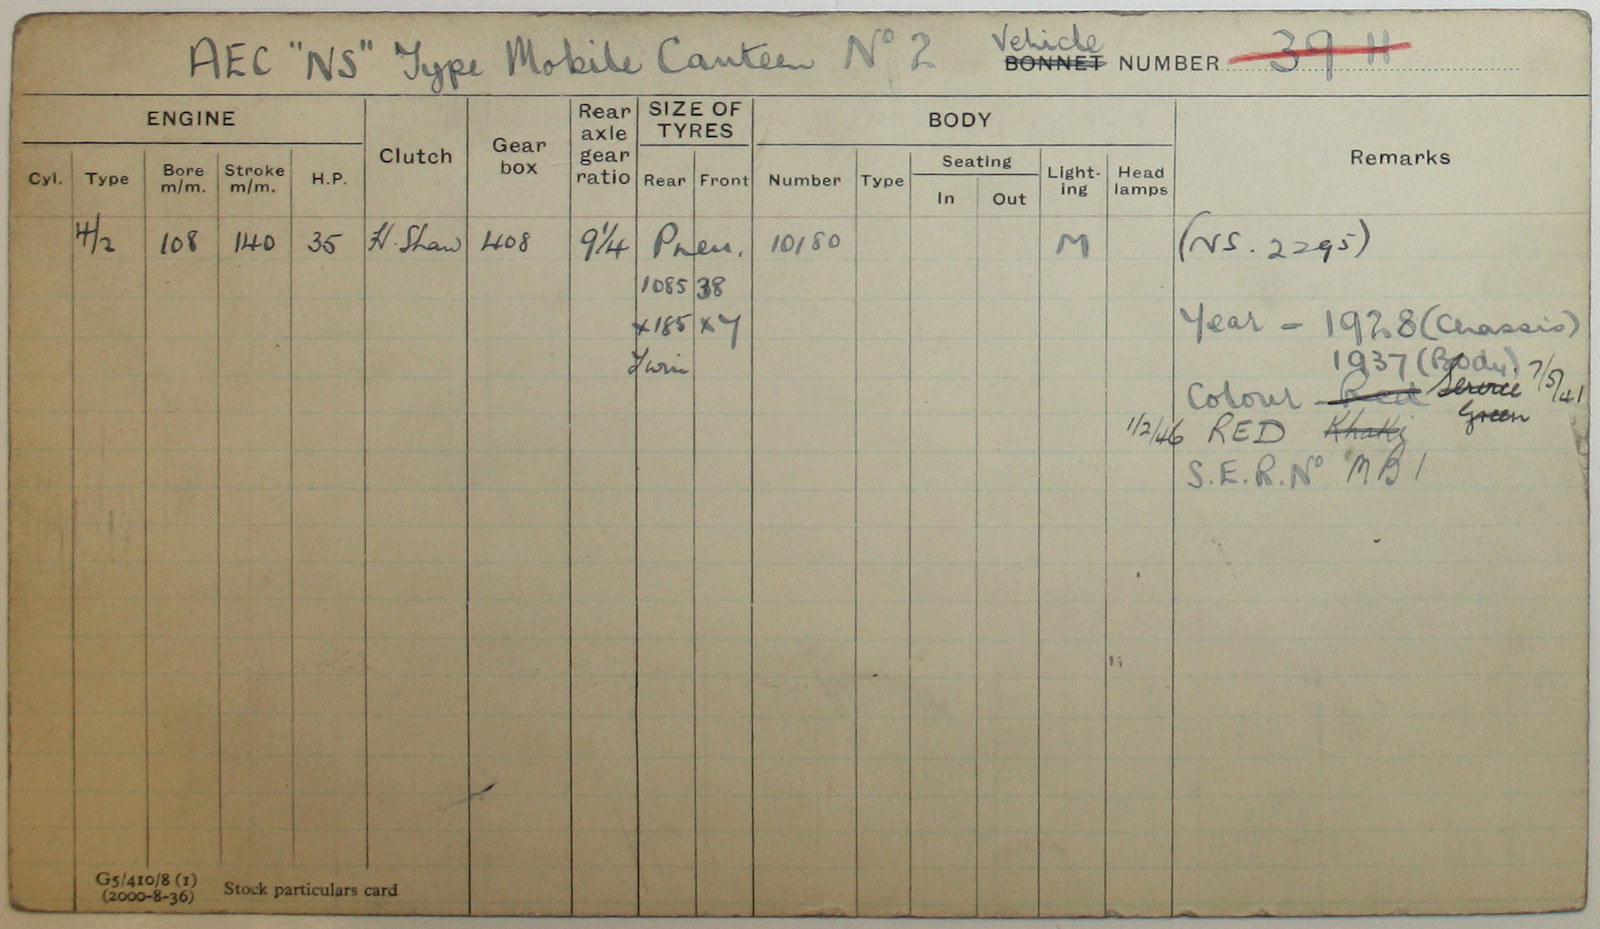 AEC "NS" Type Mobile Canteen Nº 2 Vehicle BONNET NUMBER 39 H
ENGINE Clutch Gear box Rear axle gear ratio SIZE OF TYRES BODY Remarks
Cyl. Type Bore m/m. Stroke m/m. H.P. Rear Front Number Type Seating In Out Light-ing Head lamps
4/2 108 140 35 H. Shaw 408 9¼ Pneu. 10180 M (NS. 2295)
1085 38
x185 x7 Year - 1928 (Chassis)
Twin 1937 (Body)
Colour - Red Service Green 7/5/41
1/2/46 RED Khaki
S.E.R. Nº MB 1
G5/410/8 (1)
(2000-8-36) Stock particulars card